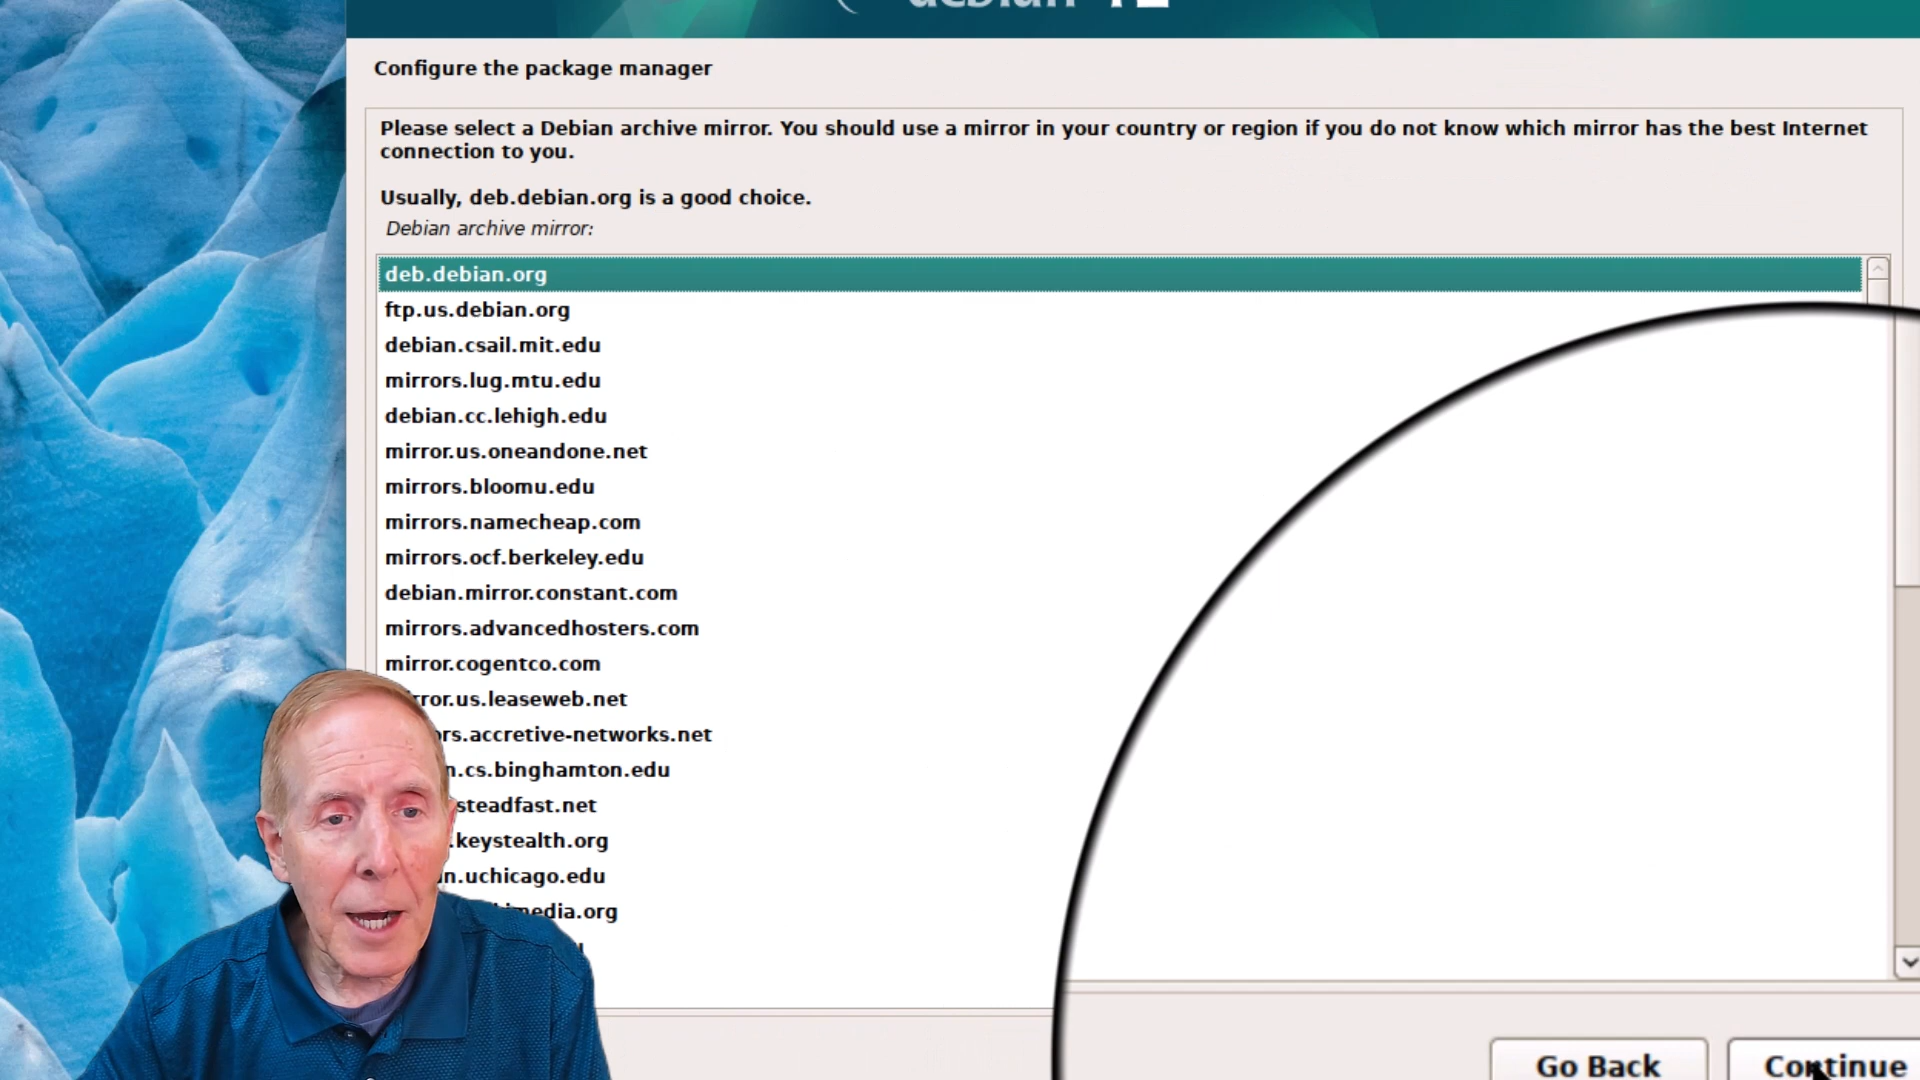 debian 12
Configure the package manager
Please select a Debian archive mirror. You should use a mirror in your country or region if you do not know which mirror has the best Internet
connection to you.
Usually, deb.debian.org is a good choice.
Debian archive mirror:
deb.debian.org
ftp.us.debian.org
debian.csail.mit.edu
mirrors.lug.mtu.edu
debian.cc.lehigh.edu
mirror.us.oneandone.net
mirrors.bloomu.edu
mirrors.namecheap.com
mirrors.ocf.berkeley.edu
debian.mirror.constant.com
mirrors.advancedhosters.com
mirror.cogentco.com
rror.us.leaseweb.net
rs.accretive-networks.net
n.cs.binghamton.edu
steadfast.net
.keystealth.org
n.uchicago.edu
imedia.org
Go Back
Continue